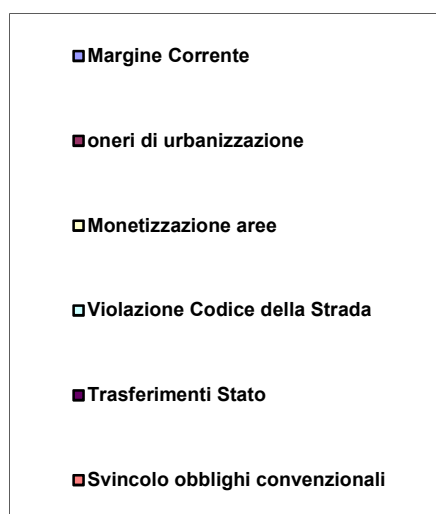 Margine Corrente
oneri di urbanizzazione
Monetizzazione aree
Violazione Codice della Strada
Trasferimenti Stato
Svincolo obblighi convenzionali